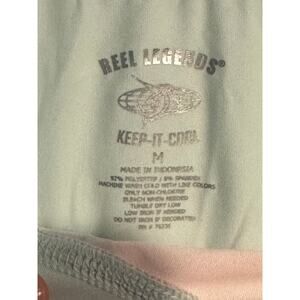 REEL LEGENDS®
KEEP-IT-COOL
M
MADE IN INDONESIA
92% POLYESTER / 8% SPANDEX
MACHINE WASH COLD WITH LIKE COLORS
ONLY NON-CHLORINE
BLEACH WHEN NEEDED
TUMBLE DRY LOW
LOW IRON IF NEEDED
DO NOT IRON IF DECORATED
RN #